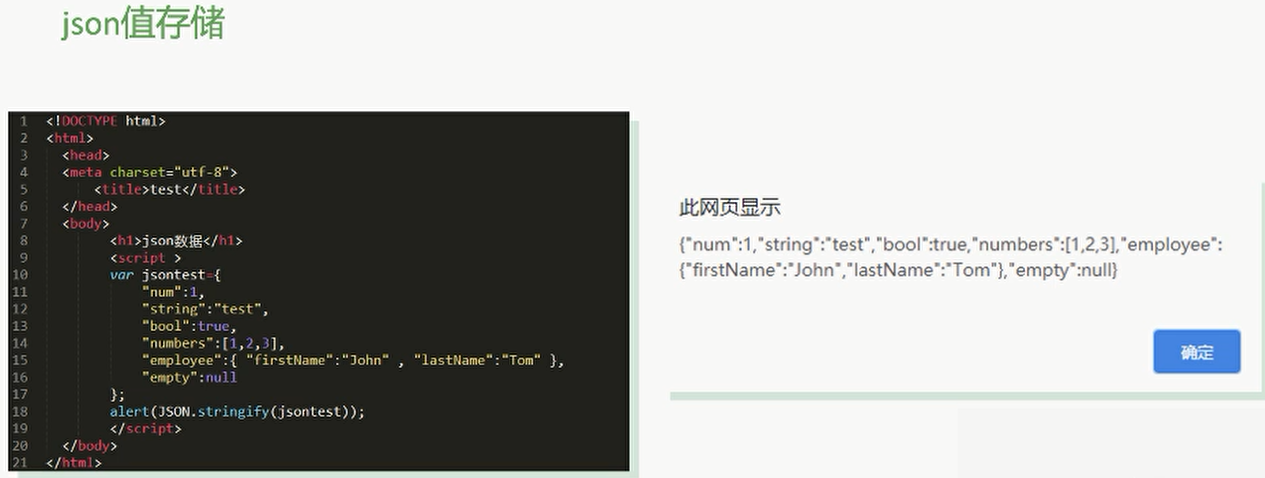 json值存储
1 <!DOCTYPE html>
2 <html>
3 <head>
4 <meta charset="utf-8">
5 <title>test</title>
6 </head>
7 <body>
8 <h1>json数据</h1>
9 <script >
10 var jsontest={
11 "num":1,
12 "string":"test",
13 "bool":true,
14 "numbers":[1,2,3],
15 "employee":{ "firstName":"John" , "lastName":"Tom" },
16 "empty":null
17 };
18 alert(JSON.stringify(jsontest));
19 </script>
20 </body>
21 </html>
此网页显示
{"num":1,"string":"test","bool":true,"numbers":[1,2,3],"employee":
{"firstName":"John","lastName":"Tom"},"empty":null}
确定